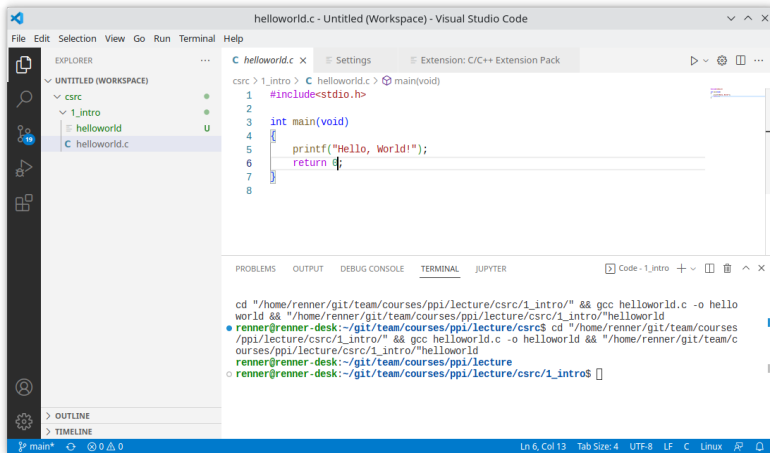 helloworld.c - Untitled (Workspace) - Visual Studio Code
File Edit Selection View Go Run Terminal Help
EXPLORER
UNTITLED (WORKSPACE)
csrc
1_intro
helloworld U
helloworld.c
OUTLINE
TIMELINE
19
helloworld.c Settings Extension: C/C++ Extension Pack
csrc > 1_intro > C helloworld.c > main(void)
1 #include<stdio.h>
2
3 int main(void)
4 {
5 printf("Hello, World!");
6 return 0;
7 }
8
PROBLEMS OUTPUT DEBUG CONSOLE TERMINAL JUPYTER Code - 1_intro
cd "/home/renner/git/team/courses/ppi/lecture/csrc/1_intro/" && gcc helloworld.c -o hello
world && "/home/renner/git/team/courses/ppi/lecture/csrc/1_intro/"helloworld
renner@renner-desk:~/git/team/courses/ppi/lecture/csrc$ cd "/home/renner/git/team/courses
/ppi/lecture/csrc/1_intro/" && gcc helloworld.c -o helloworld && "/home/renner/git/team/c
ourses/ppi/lecture/csrc/1_intro/"helloworld
renner@renner-desk:~/git/team/courses/ppi/lecture
renner@renner-desk:~/git/team/courses/ppi/lecture/csrc/1_intro$
main* 0 0 Ln 6, Col 13 Tab Size: 4 UTF-8 LF C Linux